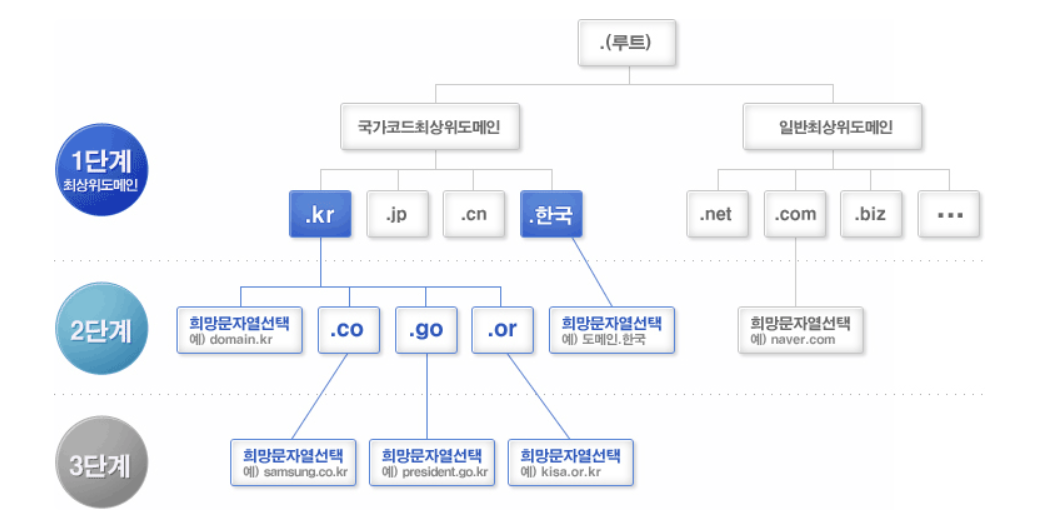 .(루트)
국가코드최상위도메인
일반최상위도메인
1단계
최상위도메인
.kr
.jp
.cn
.한국
.net
.com
.biz
...
2단계
희망문자열선택
예) domain.kr
.co
.go
.or
희망문자열선택
예) 도메인.한국
희망문자열선택
예) naver.com
3단계
희망문자열선택
예) samsung.co.kr
희망문자열선택
예) president.go.kr
희망문자열선택
예) kisa.or.kr